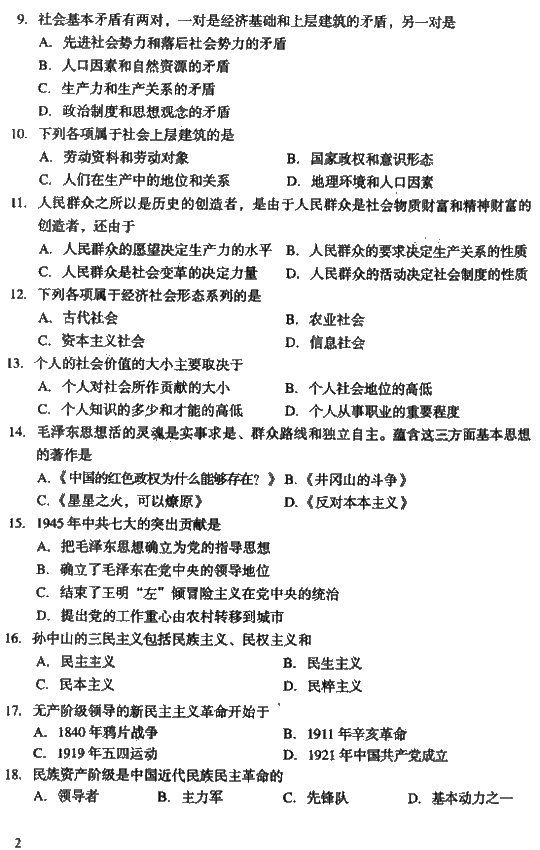 9. 社会基本矛盾有两对，一对是经济基础和上层建筑的矛盾，另一对是
A. 先进社会势力和落后社会势力的矛盾
B. 人口因素和自然资源的矛盾
C. 生产力和生产关系的矛盾
D. 政治制度和思想观念的矛盾
10. 下列各项属于社会上层建筑的是
A. 劳动资料和劳动对象 B. 国家政权和意识形态
C. 人们在生产中的地位和关系 D. 地理环境和人口因素
11. 人民群众之所以是历史的创造者，是由于人民群众是社会物质财富和精神财富的
创造者，还由于
A. 人民群众的愿望决定生产力的水平 B. 人民群众的要求决定生产关系的性质
C. 人民群众是社会变革的决定力量 D. 人民群众的活动决定社会制度的性质
12. 下列各项属于经济社会形态系列的是
A. 古代社会 B. 农业社会
C. 资本主义社会 D. 信息社会
13. 个人的社会价值的大小主要取决于
A. 个人对社会所作贡献的大小 B. 个人社会地位的高低
C. 个人知识的多少和才能的高低 D. 个人从事职业的重要程度
14. 毛泽东思想活的灵魂是实事求是、群众路线和独立自主。蕴含这三方面基本思想
的著作是
A.《中国的红色政权为什么能够存在？》 B.《井冈山的斗争》
C.《星星之火，可以燎原》 D.《反对本本主义》
15. 1945年中共七大的突出贡献是
A. 把毛泽东思想确立为党的指导思想
B. 确立了毛泽东在党中央的领导地位
C. 结束了王明“左”倾冒险主义在党中央的统治
D. 提出党的工作重心由农村转移到城市
16. 孙中山的三民主义包括民族主义、民权主义和
A. 民主主义 B. 民生主义
C. 民本主义 D. 民粹主义
17. 无产阶级领导的新民主主义革命开始于
A. 1840年鸦片战争 B. 1911年辛亥革命
C. 1919年五四运动 D. 1921年中国共产党成立
18. 民族资产阶级是中国近代民族民主革命的
A. 领导者 B. 主力军 C. 先锋队 D. 基本动力之一
2